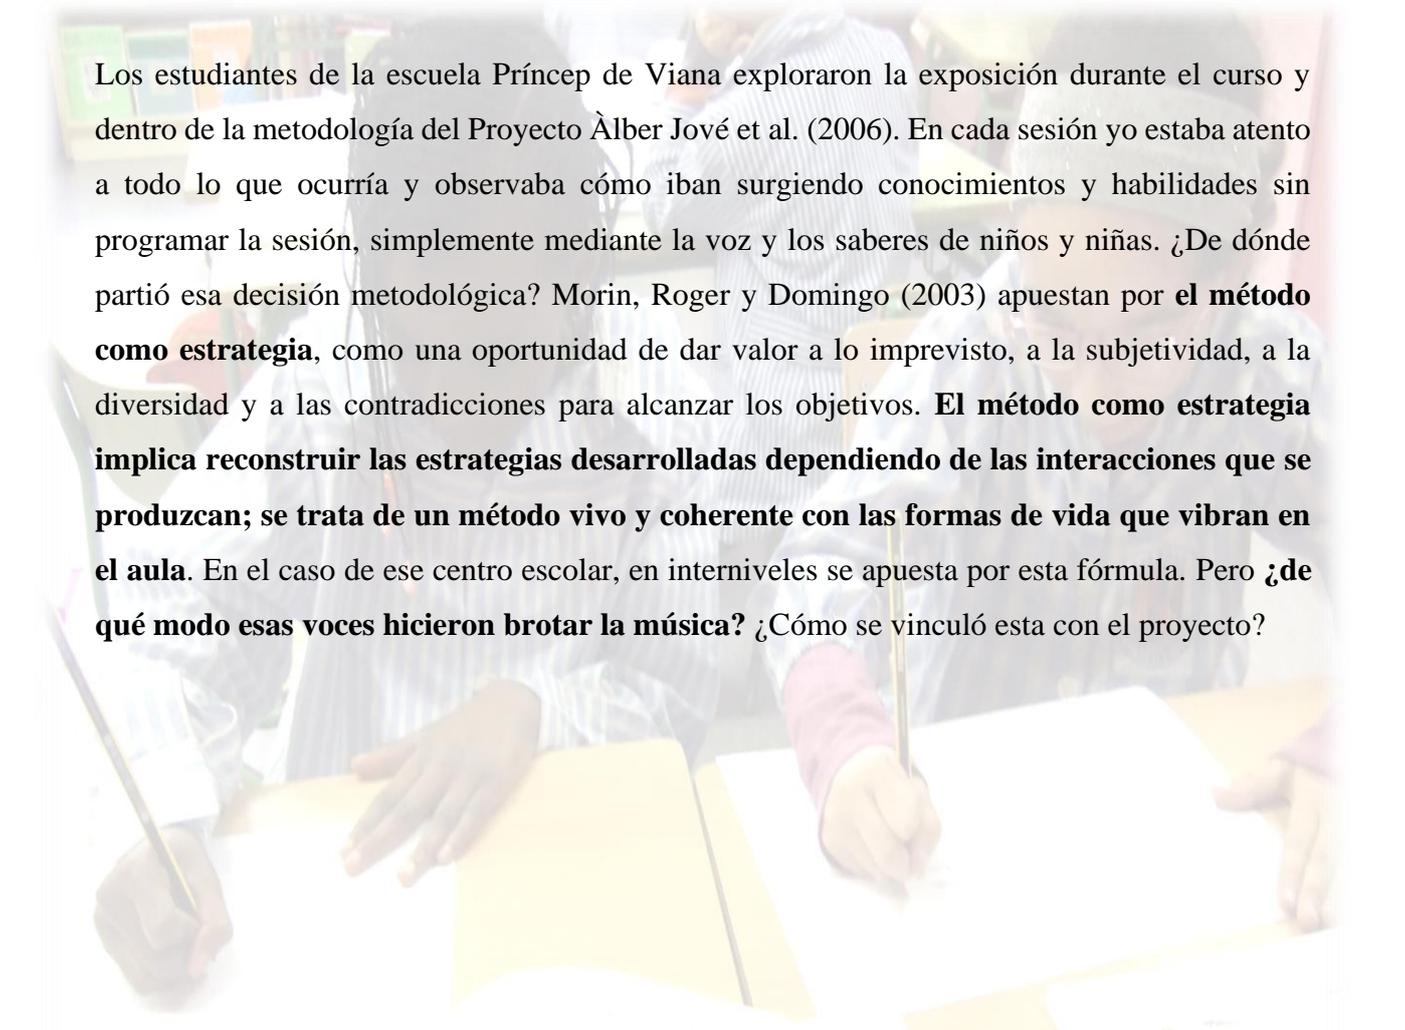 Los estudiantes de la escuela Príncep de Viana exploraron la exposición durante el curso y
dentro de la metodología del Proyecto Àlber Jové et al. (2006). En cada sesión yo estaba atento
a todo lo que ocurría y observaba cómo iban surgiendo conocimientos y habilidades sin
programar la sesión, simplemente mediante la voz y los saberes de niños y niñas. ¿De dónde
partió esa decisión metodológica? Morin, Roger y Domingo (2003) apuestan por el método
como estrategia, como una oportunidad de dar valor a lo imprevisto, a la subjetividad, a la
diversidad y a las contradicciones para alcanzar los objetivos. El método como estrategia
implica reconstruir las estrategias desarrolladas dependiendo de las interacciones que se
produzcan; se trata de un método vivo y coherente con las formas de vida que vibran en
el aula. En el caso de ese centro escolar, en interniveles se apuesta por esta fórmula. Pero ¿de
qué modo esas voces hicieron brotar la música? ¿Cómo se vinculó esta con el proyecto?